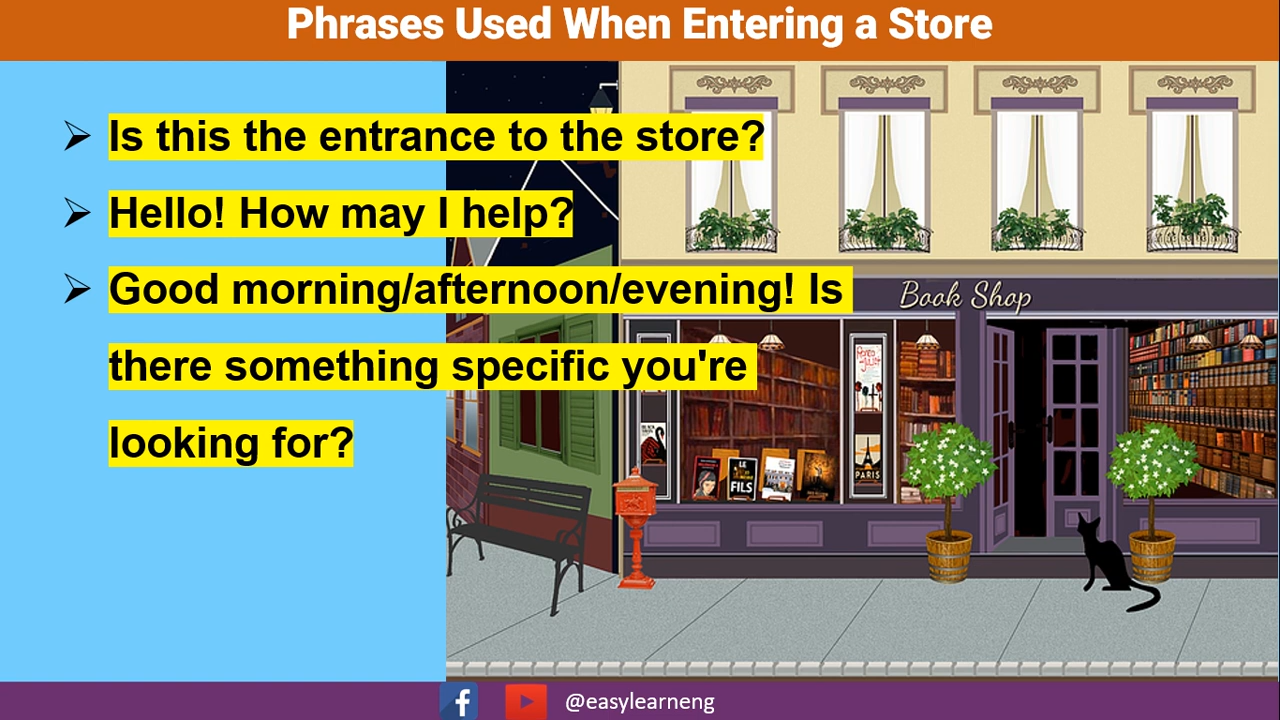 Phrases Used When Entering a Store
➢ Is this the entrance to the store?
➢ Hello! How may I help?
➢ Good morning/afternoon/evening! Is
there something specific you're
looking for?
Book Shop
LE
FILS
PARIS
@easylearneng